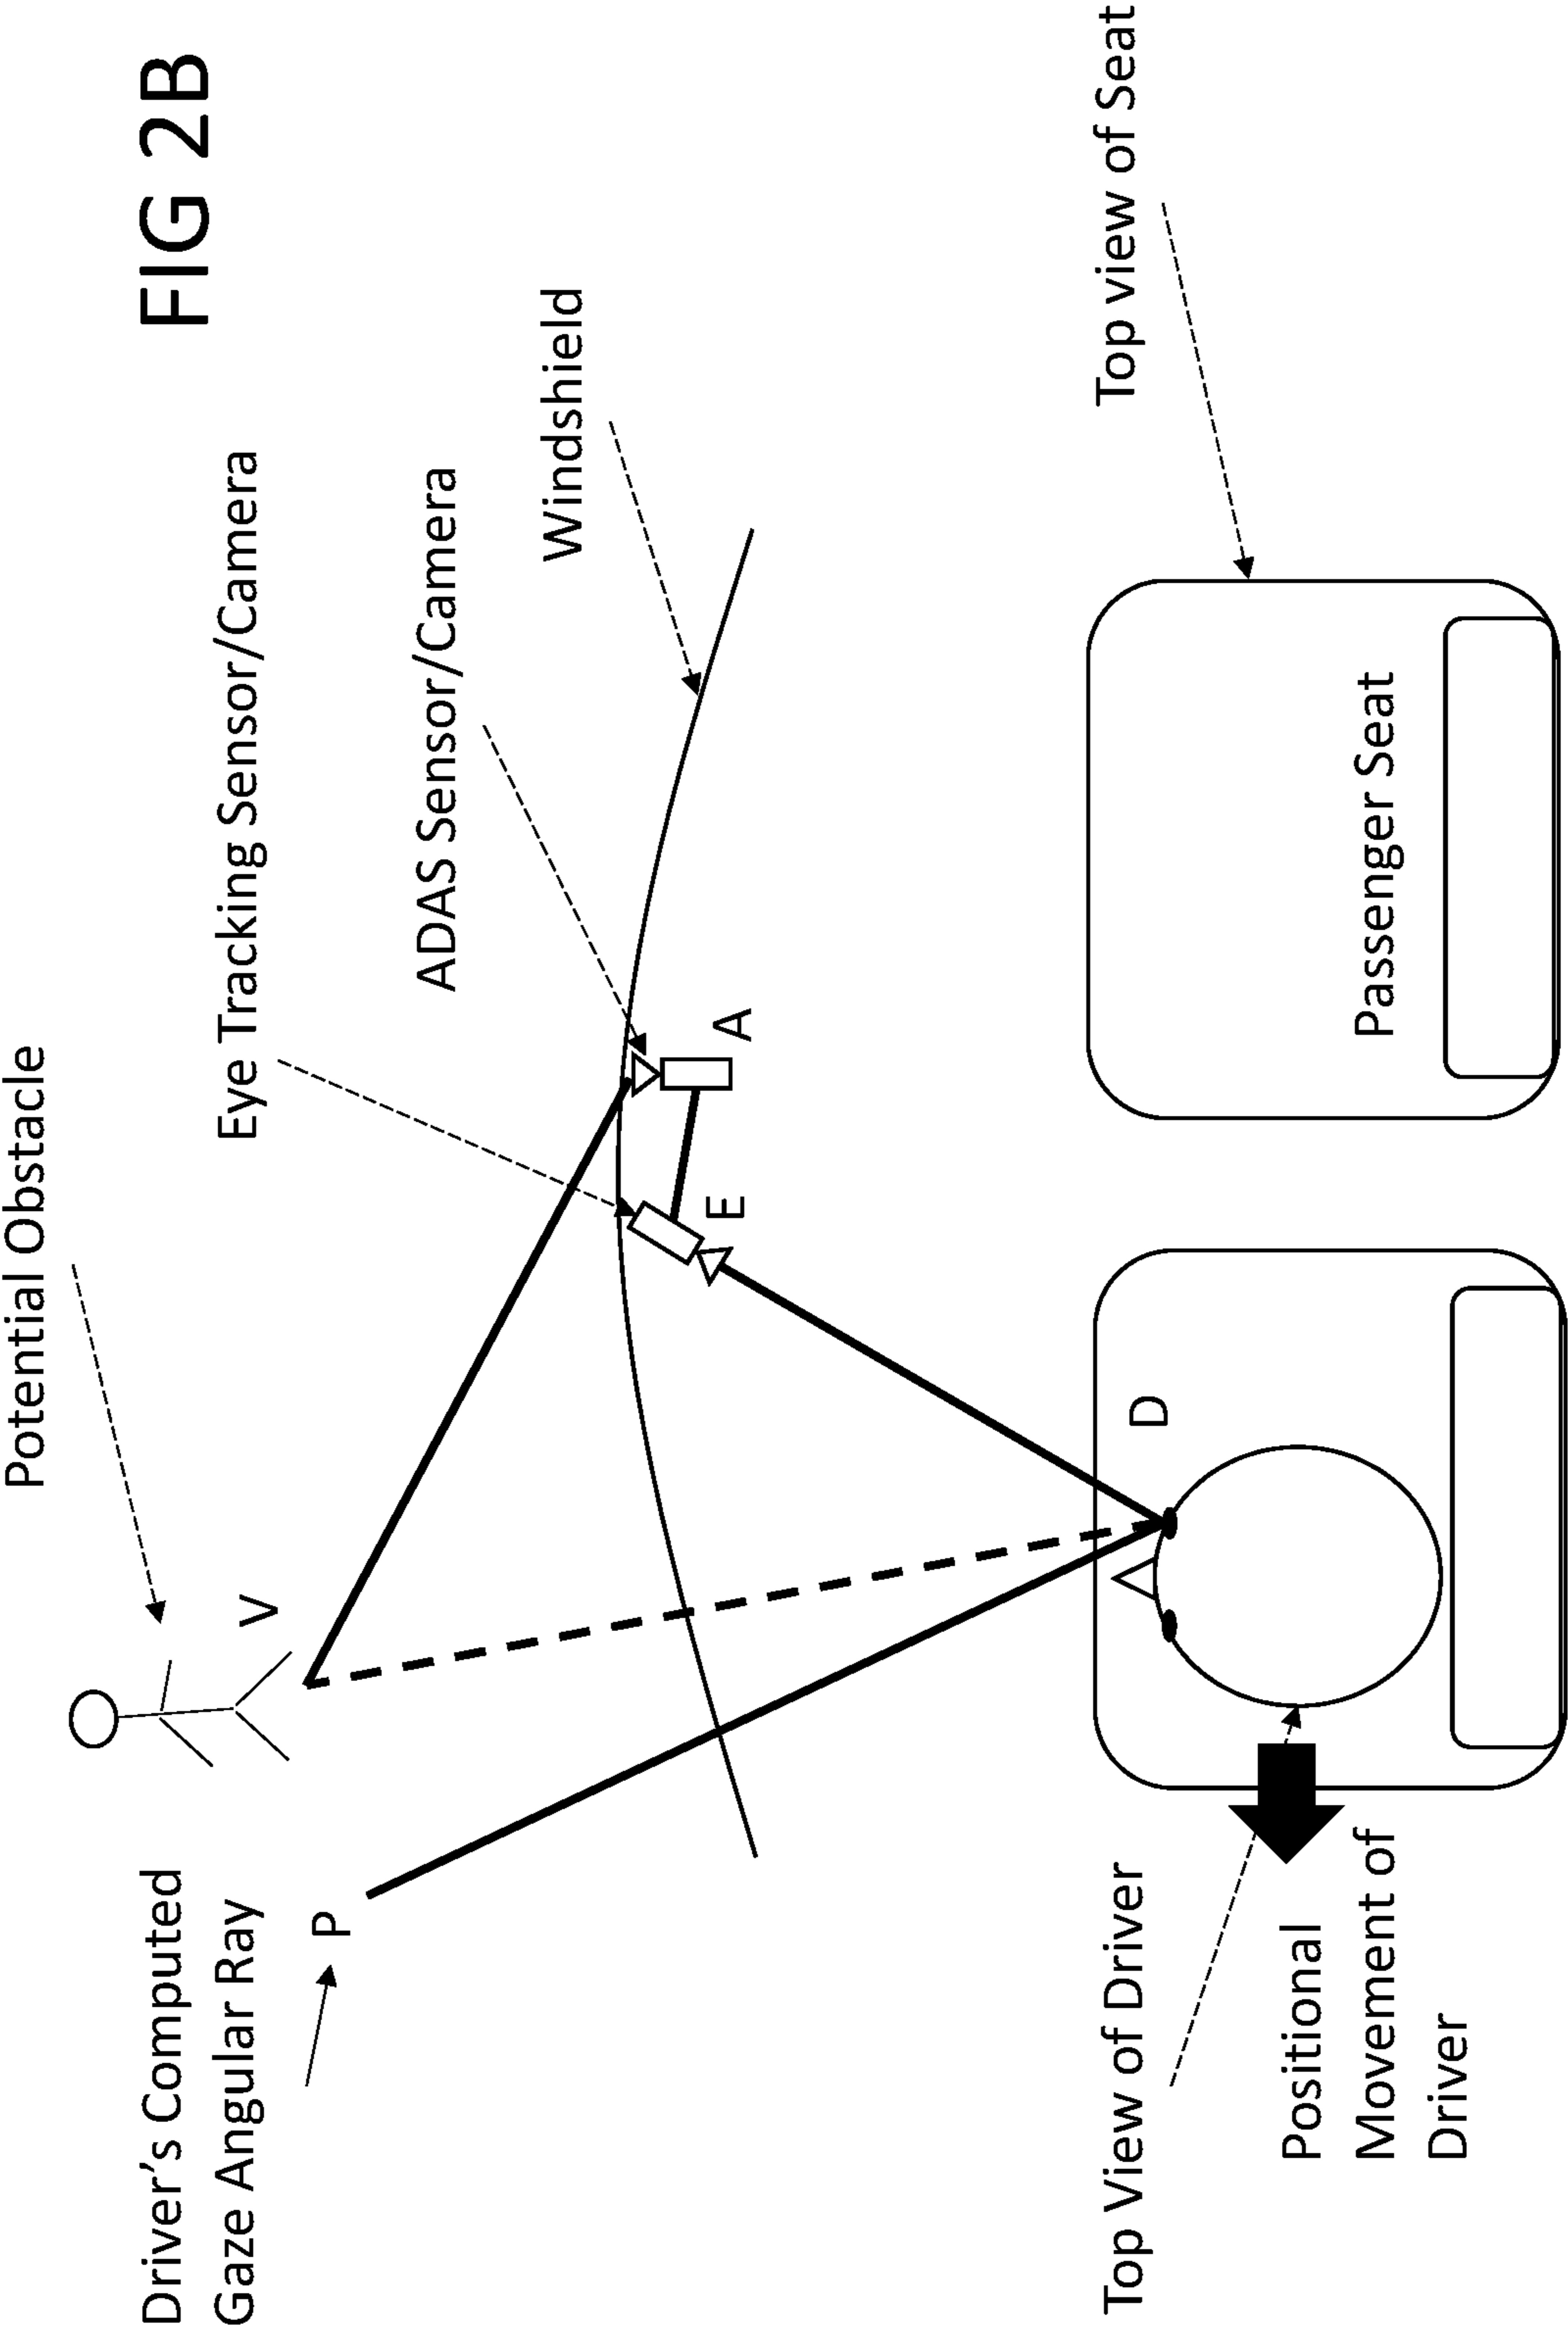 FIG 2B
Potential Obstacle
Driver's Computed
Gaze Angular Ray
V
Eye Tracking Sensor/Camera
P
ADAS Sensor/Camera
Windshield
E
A
Top View of Driver
D
Top view of Seat
Positional
Movement of
Driver
Passenger Seat